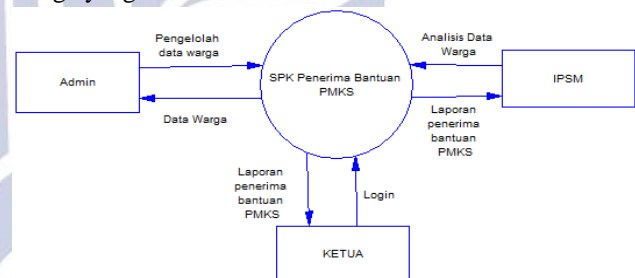 Pengelolah
data warga
Admin
Data Warga
SPK Penerima Bantuan
PMKS
Analisis Data
Warga
IPSM
Laporan
penerima
bantuan
PMKS
Laporan
penerima
bantuan
PMKS
Login
KETUA